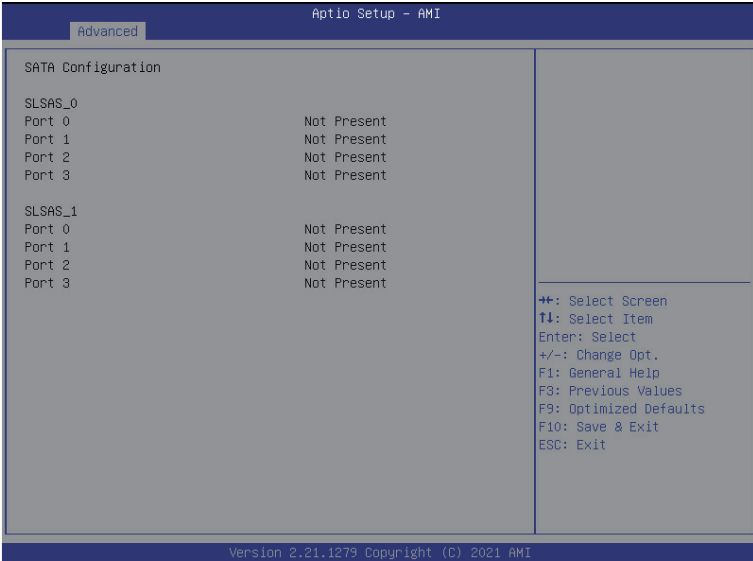 Aptio Setup – AMI
Advanced
SATA Configuration
SLSAS_0
Port 0 Not Present
Port 1 Not Present
Port 2 Not Present
Port 3 Not Present
SLSAS_1
Port 0 Not Present
Port 1 Not Present
Port 2 Not Present
Port 3 Not Present
→←: Select Screen
↑↓: Select Item
Enter: Select
+/-: Change Opt.
F1: General Help
F3: Previous Values
F9: Optimized Defaults
F10: Save & Exit
ESC: Exit
Version 2.21.1279 Copyright (C) 2021 AMI